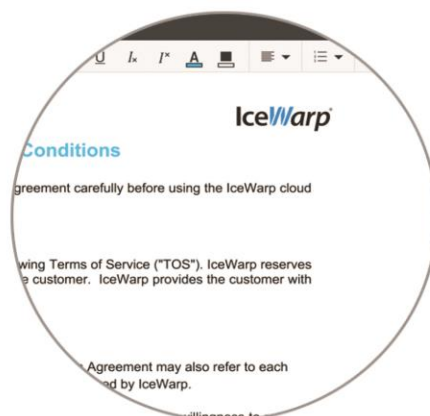 IceWarp
Conditions
greement carefully before using the IceWarp cloud
wing Terms of Service ("TOS"). IceWarp reserves
e customer. IceWarp provides the customer with
Agreement may also refer to each
ed by IceWarp.